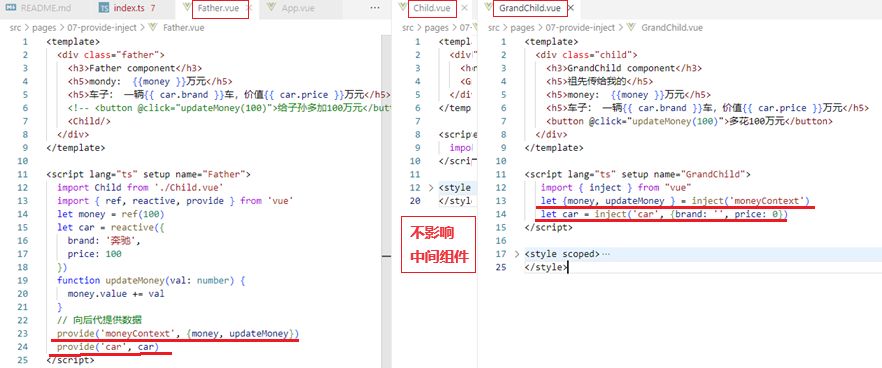 README.md
index.ts 7
Father.vue
App.vue
...
Child.vue
GrandChild.vue
src > pages > 07-provide-inject > Father.vue
1 <template>
2 <div class="father">
3 <h3>Father component</h3>
4 <h5>mondy: {{money }}万元</h5>
5 <h5>车子: 一辆{{ car.brand }}车，价值{{ car.price }}万元</h5>
6 <!-- <button @click="updateMoney(100)">给子孙多加100万元</but
7 <Child/>
8 </div>
9 </template>
10
11 <script lang="ts" setup name="Father">
12 import Child from './Child.vue'
13 import { ref, reactive, provide } from 'vue'
14 let money = ref(100)
15 let car = reactive({
16 brand: '奔驰',
17 price: 100
18 })
19 function updateMoney(val: number) {
20 money.value += val
21 }
22 // 向后代提供数据
23 provide('moneyContext', {money, updateMoney})
24 provide('car', car)
25 </script>
src > pages > 0
1 <templ
2 <div
3 <h
4 <G
5 </di
6 </temp
7
8 <scrip
9 impo
10 </scri
11
12 > <style
20 </styl
不影响
中间组件
src > pages > 07-provide-inject > GrandChild.vue
1 <template>
2 <div class="child">
3 <h3>GrandChild component</h3>
4 <h5>祖先传给我的</h5>
5 <h5>money: {{money }}万元</h5>
6 <h5>车子: 一辆{{ car.brand }}车，价值{{ car.price }}万元</h5>
7 <button @click="updateMoney(100)">多花100万元</button>
8 </div>
9 </template>
10
11 <script lang="ts" setup name="GrandChild">
12 import { inject } from "vue"
13 let {money, updateMoney } = inject('moneyContext')
14 let car = inject('car', {brand: '', price: 0})
15 </script>
16
17 > <style scoped>...
25 </style>